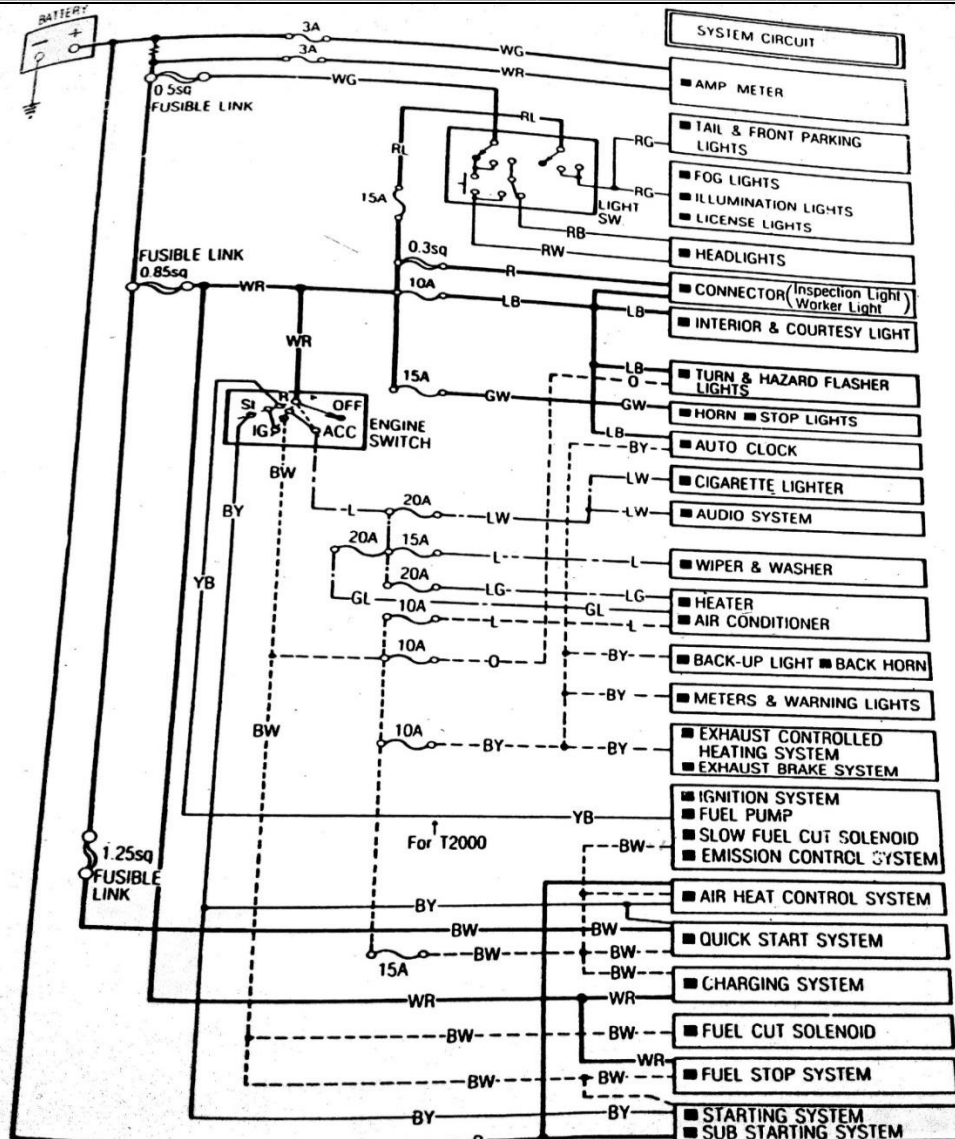 BATTERY
- +
3A
WG
SYSTEM CIRCUIT
3A
WR
AMP METER
0.5sq
FUSIBLE LINK
WG
RL
RL
RG
TAIL & FRONT PARKING
LIGHTS
15A
LIGHT
SW.
RG
FOG LIGHTS
ILLUMINATION LIGHTS
LICENSE LIGHTS
RB
RW
HEADLIGHTS
FUSIBLE LINK
0.85sq
WR
0.3sq
R
10A
LB
CONNECTOR (Inspection Light
Worker Light)
LB
INTERIOR & COURTESY LIGHT
WR
LB
O
TURN & HAZARD FLASHER
LIGHTS
15A
GW
GW
HORN STOP LIGHTS
St B OFF
IG ACC
ENGINE
SWITCH
LB
BY
AUTO CLOCK
BW
BY
LW
CIGARETTE LIGHTER
L
20A
LW
LW
AUDIO SYSTEM
20A
15A
L
L
WIPER & WASHER
YB
20A
LG
LG
HEATER
AIR CONDITIONER
GL
GL
10A
L
L
10A
O
BY
BACK-UP LIGHT BACK HORN
BY
METERS & WARNING LIGHTS
BW
10A
BY
BY
EXHAUST CONTROLLED
HEATING SYSTEM
EXHAUST BRAKE SYSTEM
YB
For T2000
IGNITION SYSTEM
FUEL PUMP
SLOW FUEL CUT SOLENOID
EMISSION CONTROL SYSTEM
BW
1.25sq
FUSIBLE
LINK
AIR HEAT CONTROL SYSTEM
BY
BW
BW
QUICK START SYSTEM
15A
BW
BW
BW
CHARGING SYSTEM
WR
WR
BW
BW
FUEL CUT SOLENOID
WR
BW
BW
FUEL STOP SYSTEM
BY
BY
STARTING SYSTEM
SUB STARTING SYSTEM